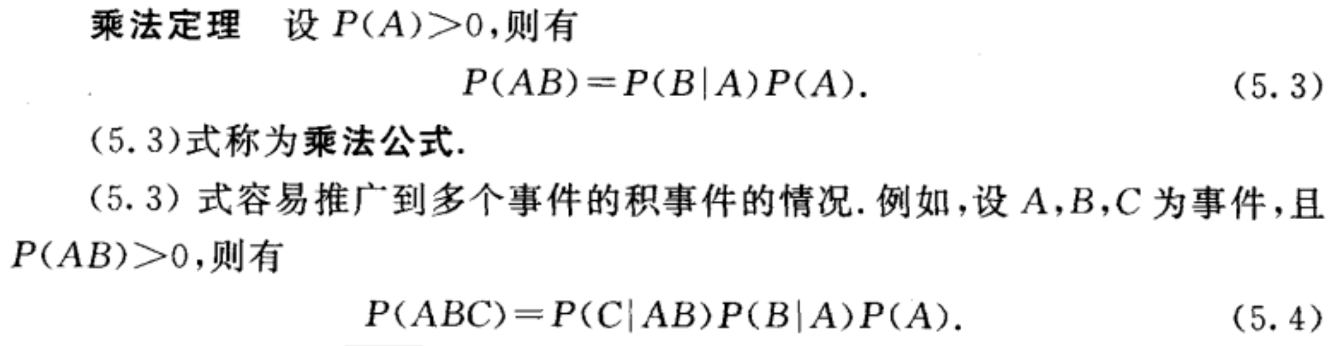 乘法定理 设 P(A)>0,则有
P(AB)=P(B|A)P(A). (5.3)
(5.3)式称为乘法公式.
(5.3) 式容易推广到多个事件的积事件的情况.例如,设 A,B,C 为事件,且
P(AB)>0,则有
P(ABC)=P(C|AB)P(B|A)P(A). (5.4)